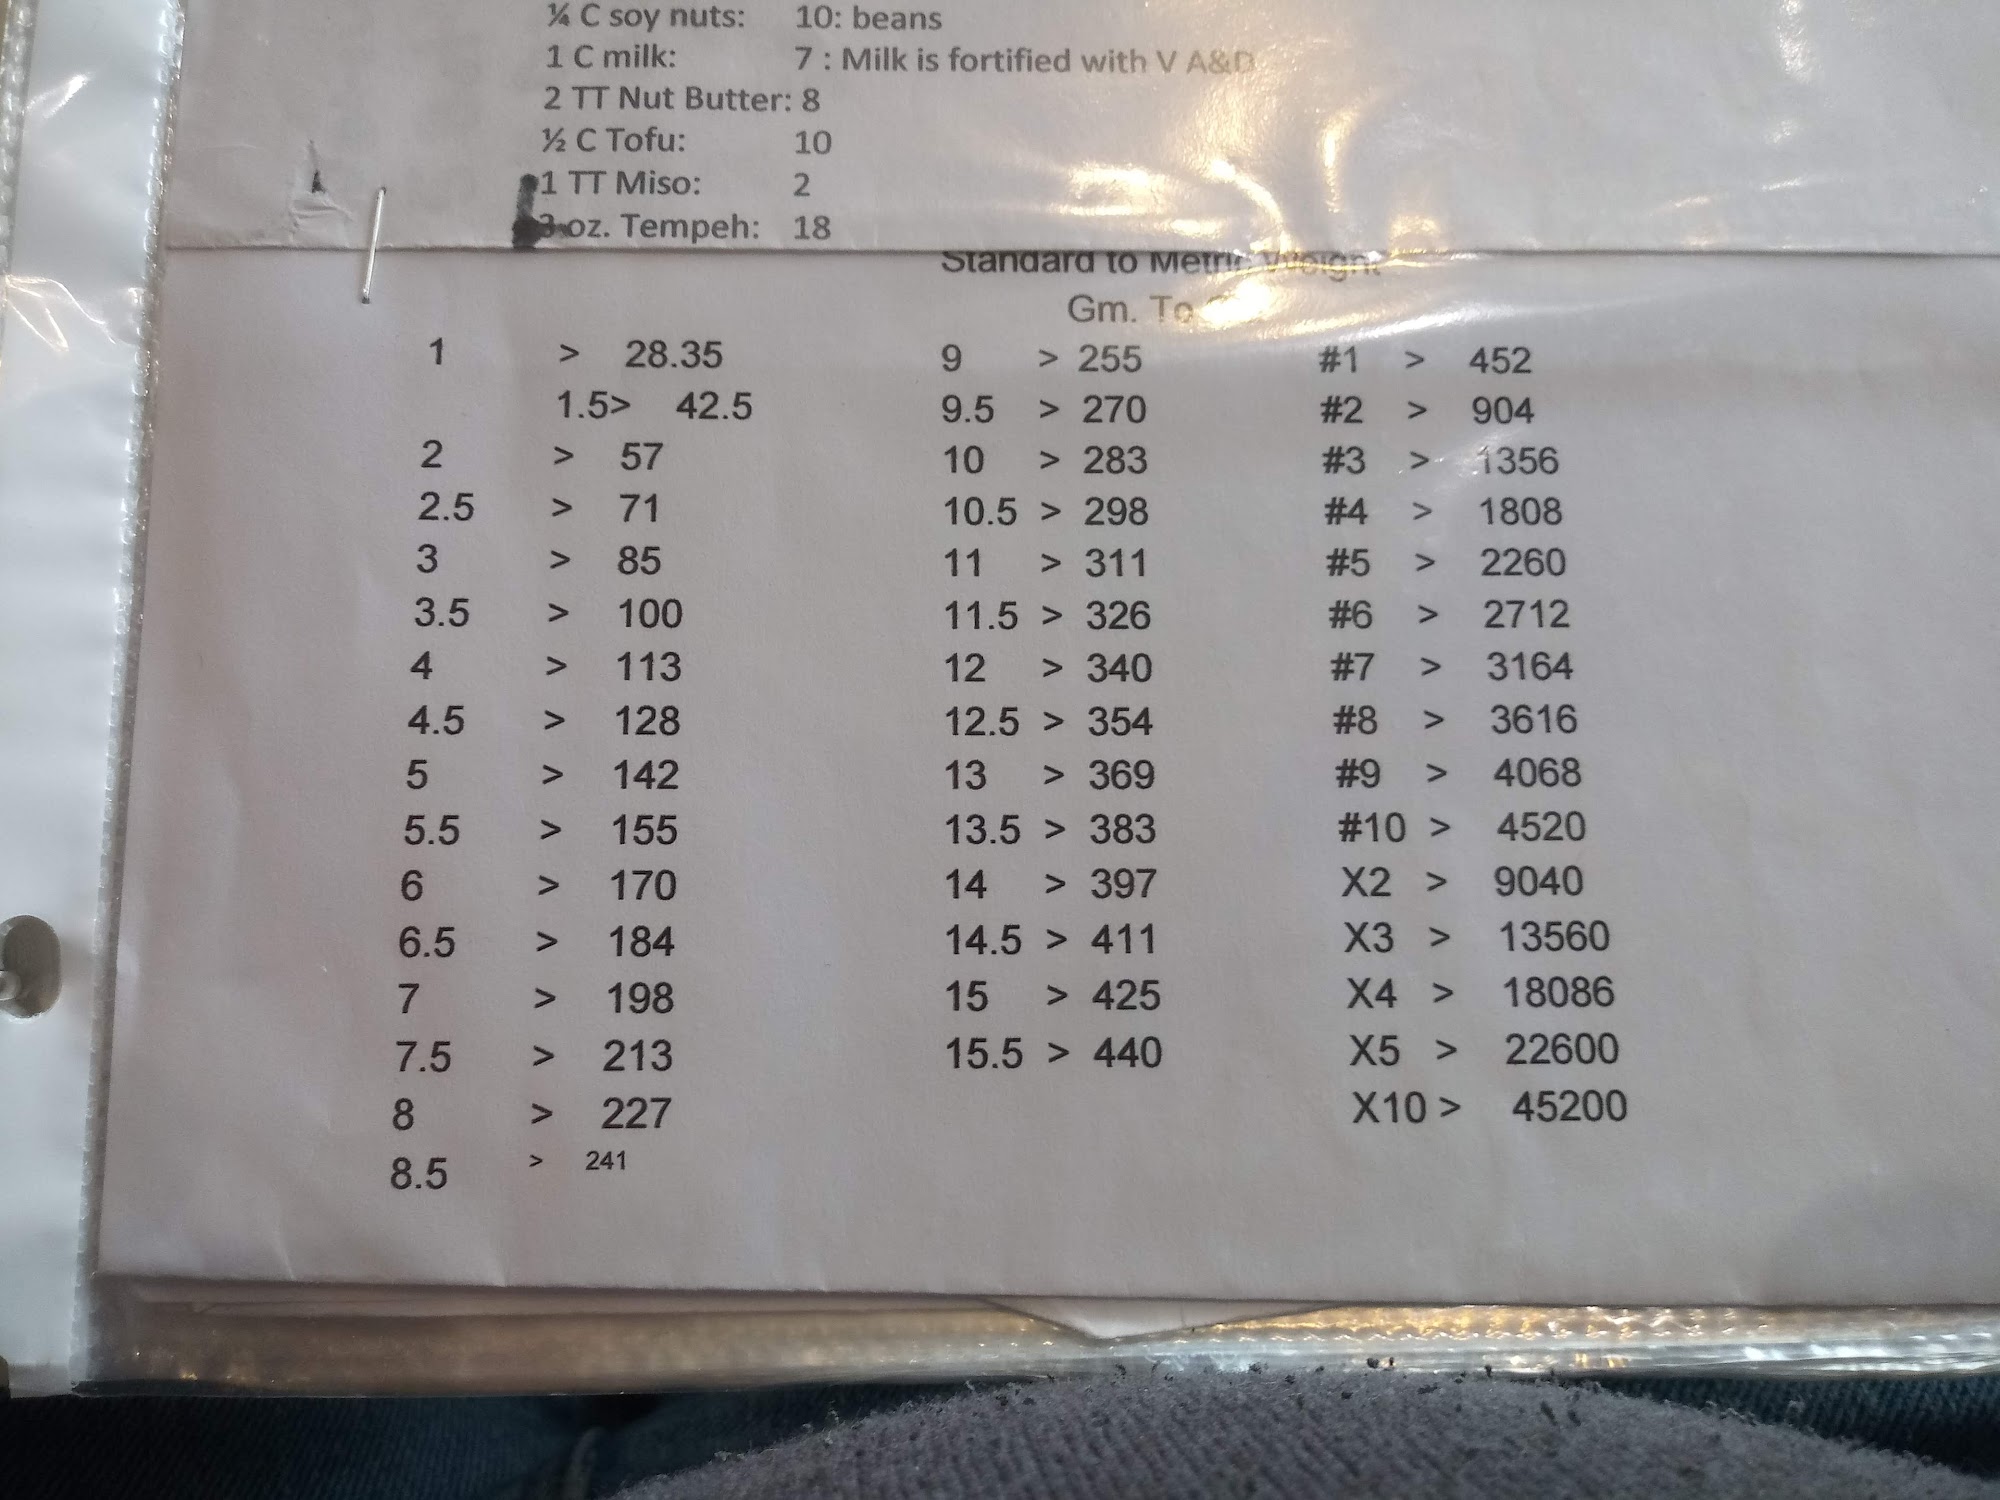 ¼ C soy nuts: 10: beans
1 C milk: 7 : Milk is fortified with V A&D
2 TT Nut Butter: 8
½ C Tofu: 10
1 TT Miso: 2
3 oz. Tempeh: 18
Standard to Metric Weight
Gm. To
1 > 28.35 9 > 255 #1 > 452
1.5> 42.5 9.5 > 270 #2 > 904
2 > 57 10 > 283 #3 > 1356
2.5 > 71 10.5 > 298 #4 > 1808
3 > 85 11 > 311 #5 > 2260
3.5 > 100 11.5 > 326 #6 > 2712
4 > 113 12 > 340 #7 > 3164
4.5 > 128 12.5 > 354 #8 > 3616
5 > 142 13 > 369 #9 > 4068
5.5 > 155 13.5 > 383 #10 > 4520
6 > 170 14 > 397 X2 > 9040
6.5 > 184 14.5 > 411 X3 > 13560
7 > 198 15 > 425 X4 > 18086
7.5 > 213 15.5 > 440 X5 > 22600
8 > 227 X10 > 45200
8.5 > 241